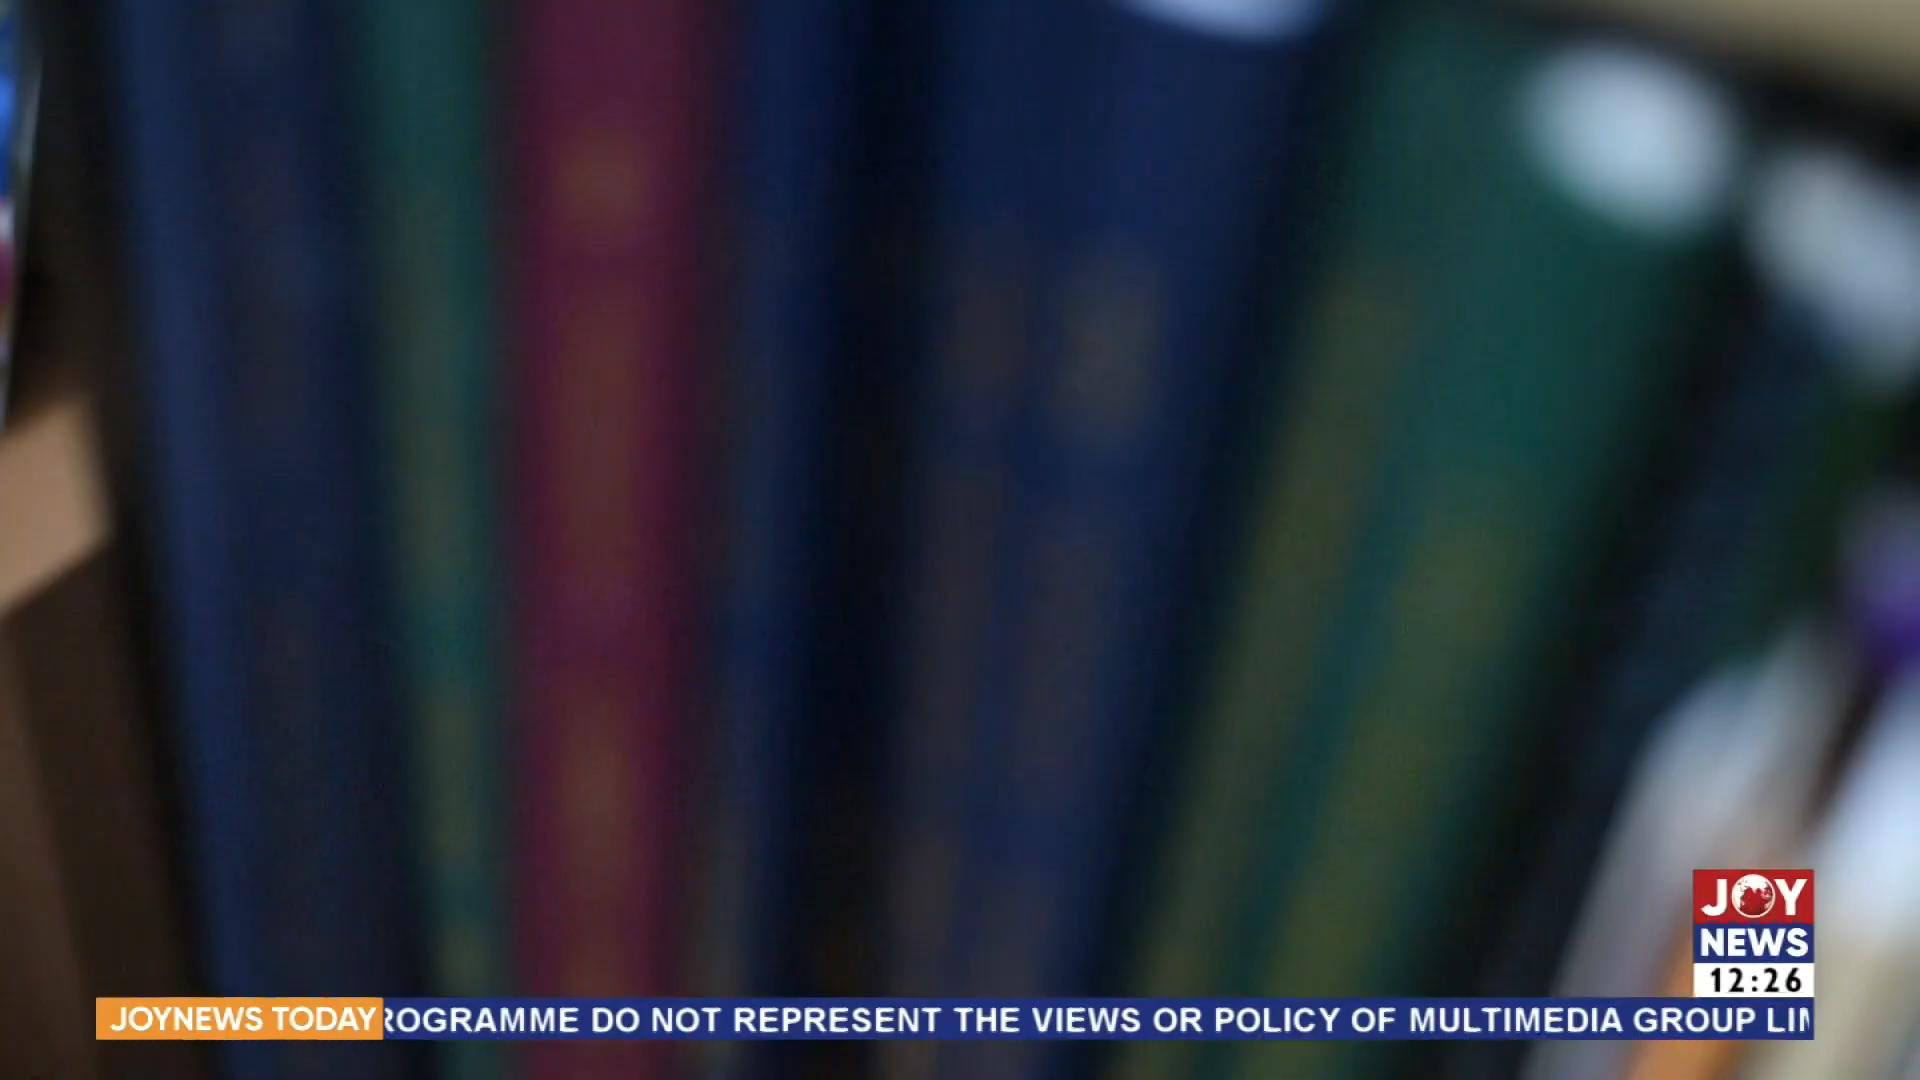 JOY
NEWS
12:26
JOYNEWS TODAY
ROGRAMME DO NOT REPRESENT THE VIEWS OR POLICY OF MULTIMEDIA GROUP LI